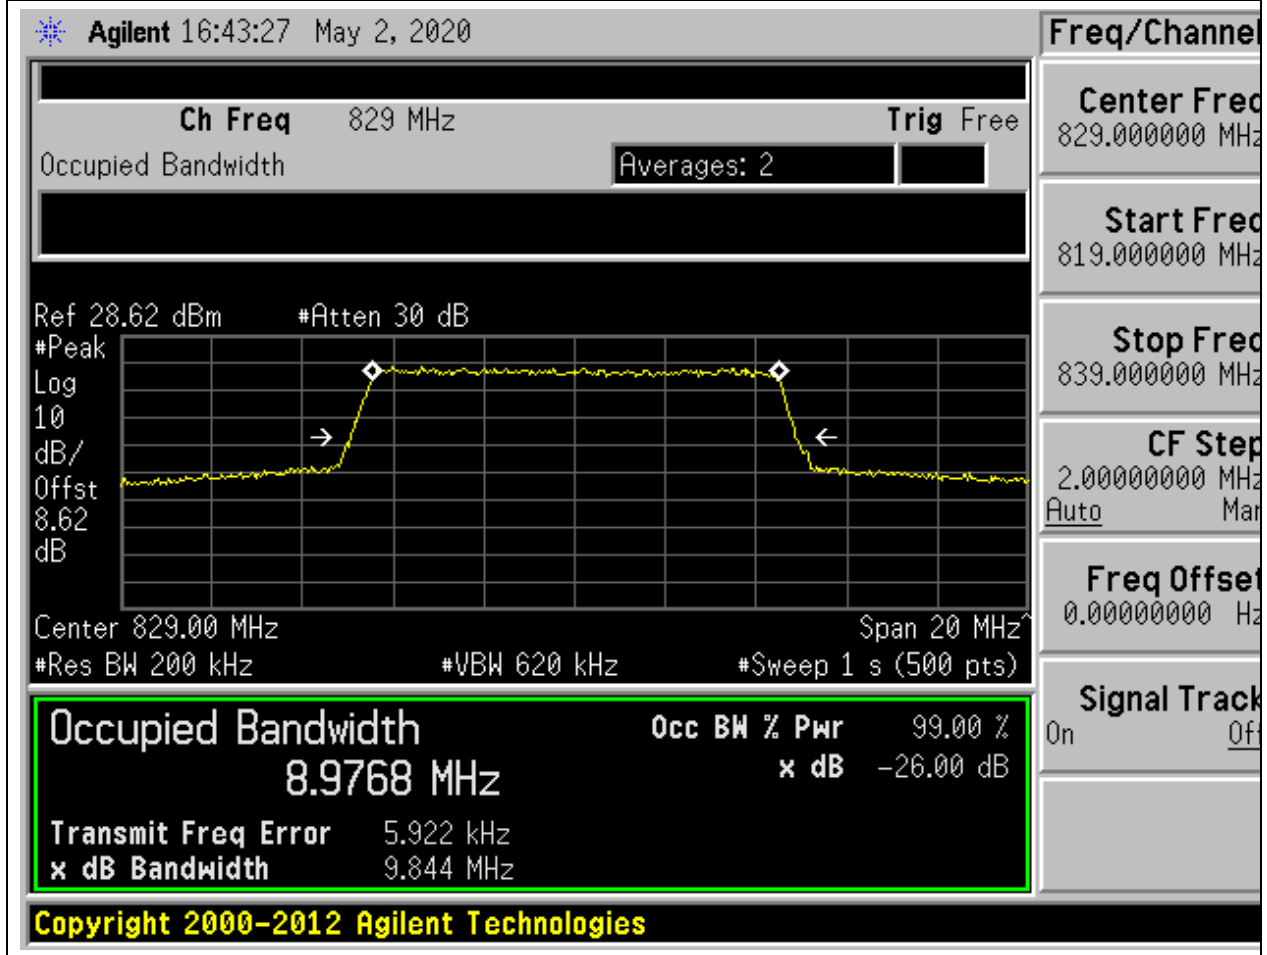 Agilent 16:43:27 May 2, 2020
Freq/Channel
Ch Freq 829 MHz Trig Free
Occupied Bandwidth Averages: 2
Ref 28.62 dBm #Atten 30 dB
#Peak
Log
10
dB/
Offst
8.62
dB
Center 829.00 MHz Span 20 MHz^
#Res BW 200 kHz #VBW 620 kHz #Sweep 1 s (500 pts)
Occupied Bandwidth Occ BW % Pwr 99.00 %
8.9768 MHz x dB -26.00 dB
Transmit Freq Error 5.922 kHz
x dB Bandwidth 9.844 MHz
Copyright 2000-2012 Agilent Technologies
Center Freq
829.000000 MHz
Start Freq
819.000000 MHz
Stop Freq
839.000000 MHz
CF Step
2.00000000 MHz
Auto Man
Freq Offset
0.00000000 Hz
Signal Track
On Off